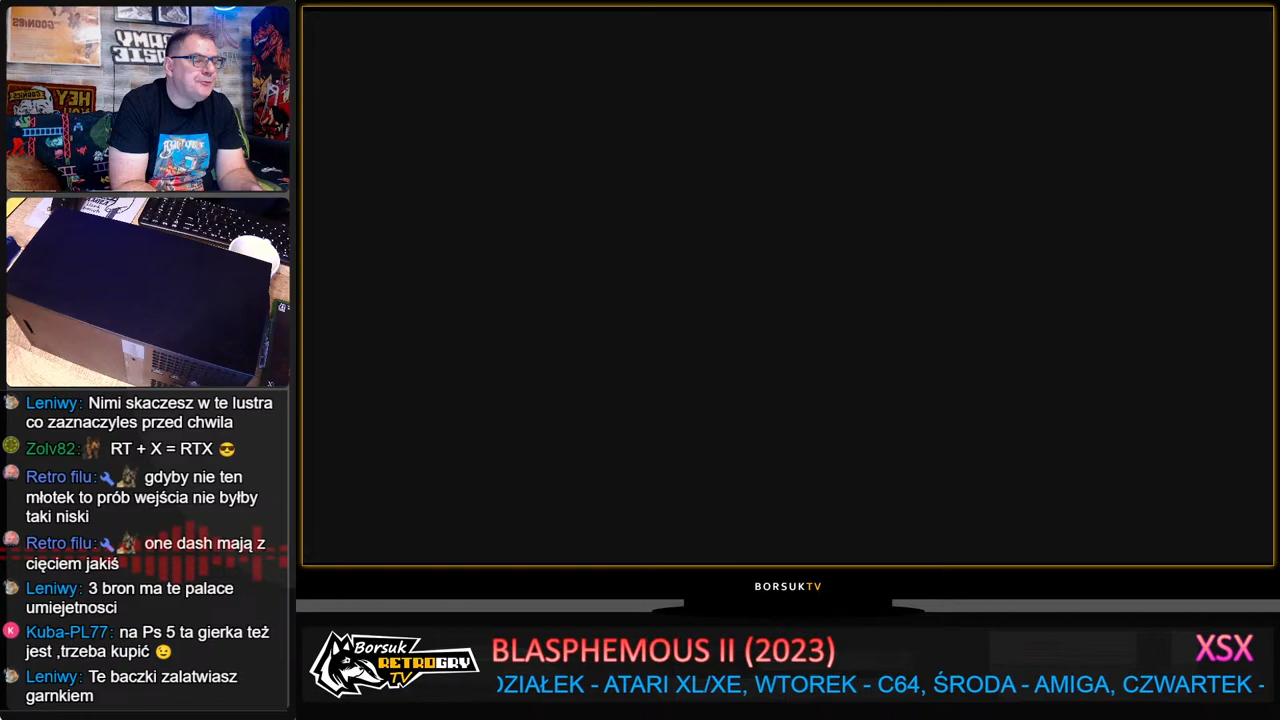 HEY
Leniwy: Nimi skaczesz w te lustra
co zaznaczyles przed chwila
Zolv82: RT + X = RTX 😎
Retro filu: gdyby nie ten
młotek to prób wejścia nie byłby
taki niski
Retro filu: one dash mają z
cięciem jakiś
Leniwy: 3 bron ma te palace
umiejetnosci
K Kuba-PL77: na Ps 5 ta gierka też
jest ,trzeba kupić 😉
Leniwy: Te baczki zalatwiasz
garnkiem
BORSUKTV
Borsuk
RETROGRY
TV
BLASPHEMOUS II (2023)
XSX
DZIAŁEK - ATARI XL/XE, WTOREK - C64, ŚRODA - AMIGA, CZWARTEK -